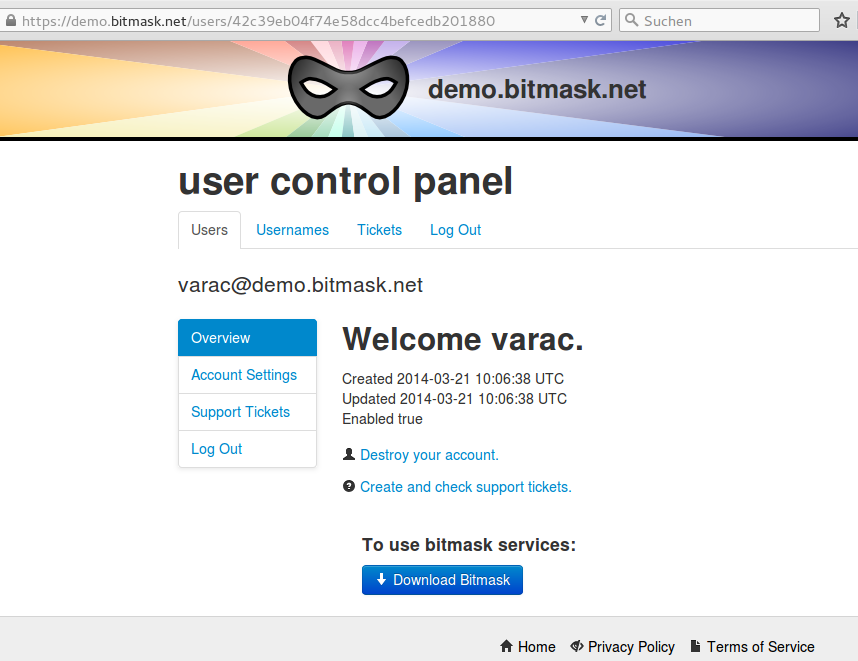 https://demo.bitmask.net/users/42c39eb04f74e58dcc4befcedb201880
Suchen
demo.bitmask.net
user control panel
Users Usernames Tickets Log Out
varac@demo.bitmask.net
Overview
Account Settings
Support Tickets
Log Out
Welcome varac.
Created 2014-03-21 10:06:38 UTC
Updated 2014-03-21 10:06:38 UTC
Enabled true
Destroy your account.
Create and check support tickets.
To use bitmask services:
Download Bitmask
Home Privacy Policy Terms of Service